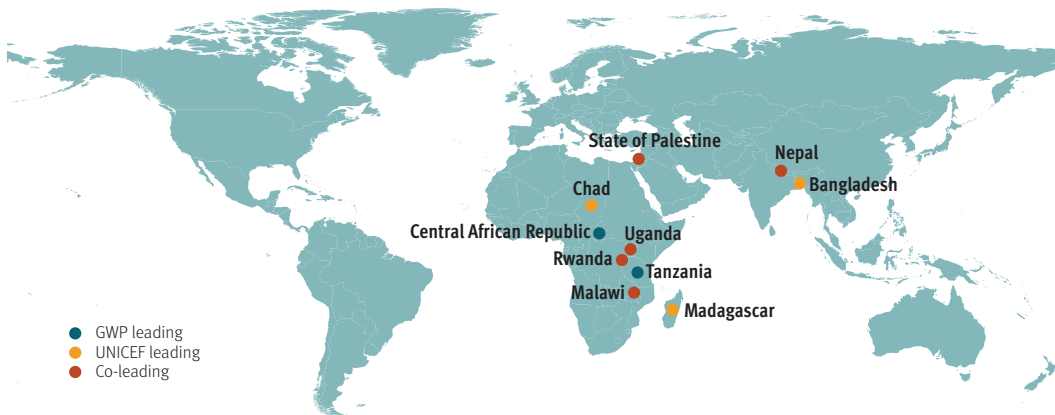 State of Palestine
Nepal
Bangladesh
Chad
Central African Republic
Uganda
Rwanda
Tanzania
Malawi
Madagascar
GWP leading
UNICEF leading
Co-leading